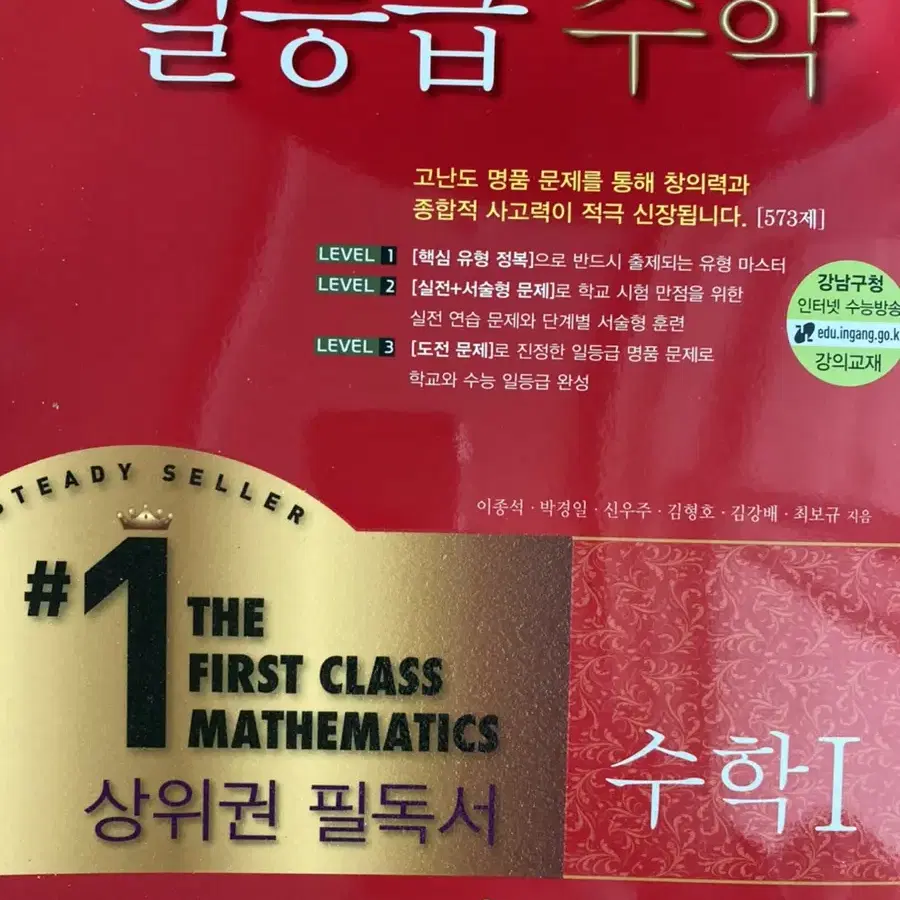 일등급 수학
고난도 명품 문제를 통해 창의력과
종합적 사고력이 적극 신장됩니다. [573제]
LEVEL 1 [핵심 유형 정복]으로 반드시 출제되는 유형 마스터
LEVEL 2 [실전+서술형 문제]로 학교 시험 만점을 위한
실전 연습 문제와 단계별 서술형 훈련
LEVEL 3 [도전 문제]로 진정한 일등급 명품 문제로
학교와 수능 일등급 완성
강남구청
인터넷 수능방송
edu.ingang.go.k
강의교재
이종석·박경일·신우주·김형호·김강배·최보규 지음
STEADY SELLER
#1
THE
FIRST CLASS
MATHEMATICS
상위권 필독서
수학I